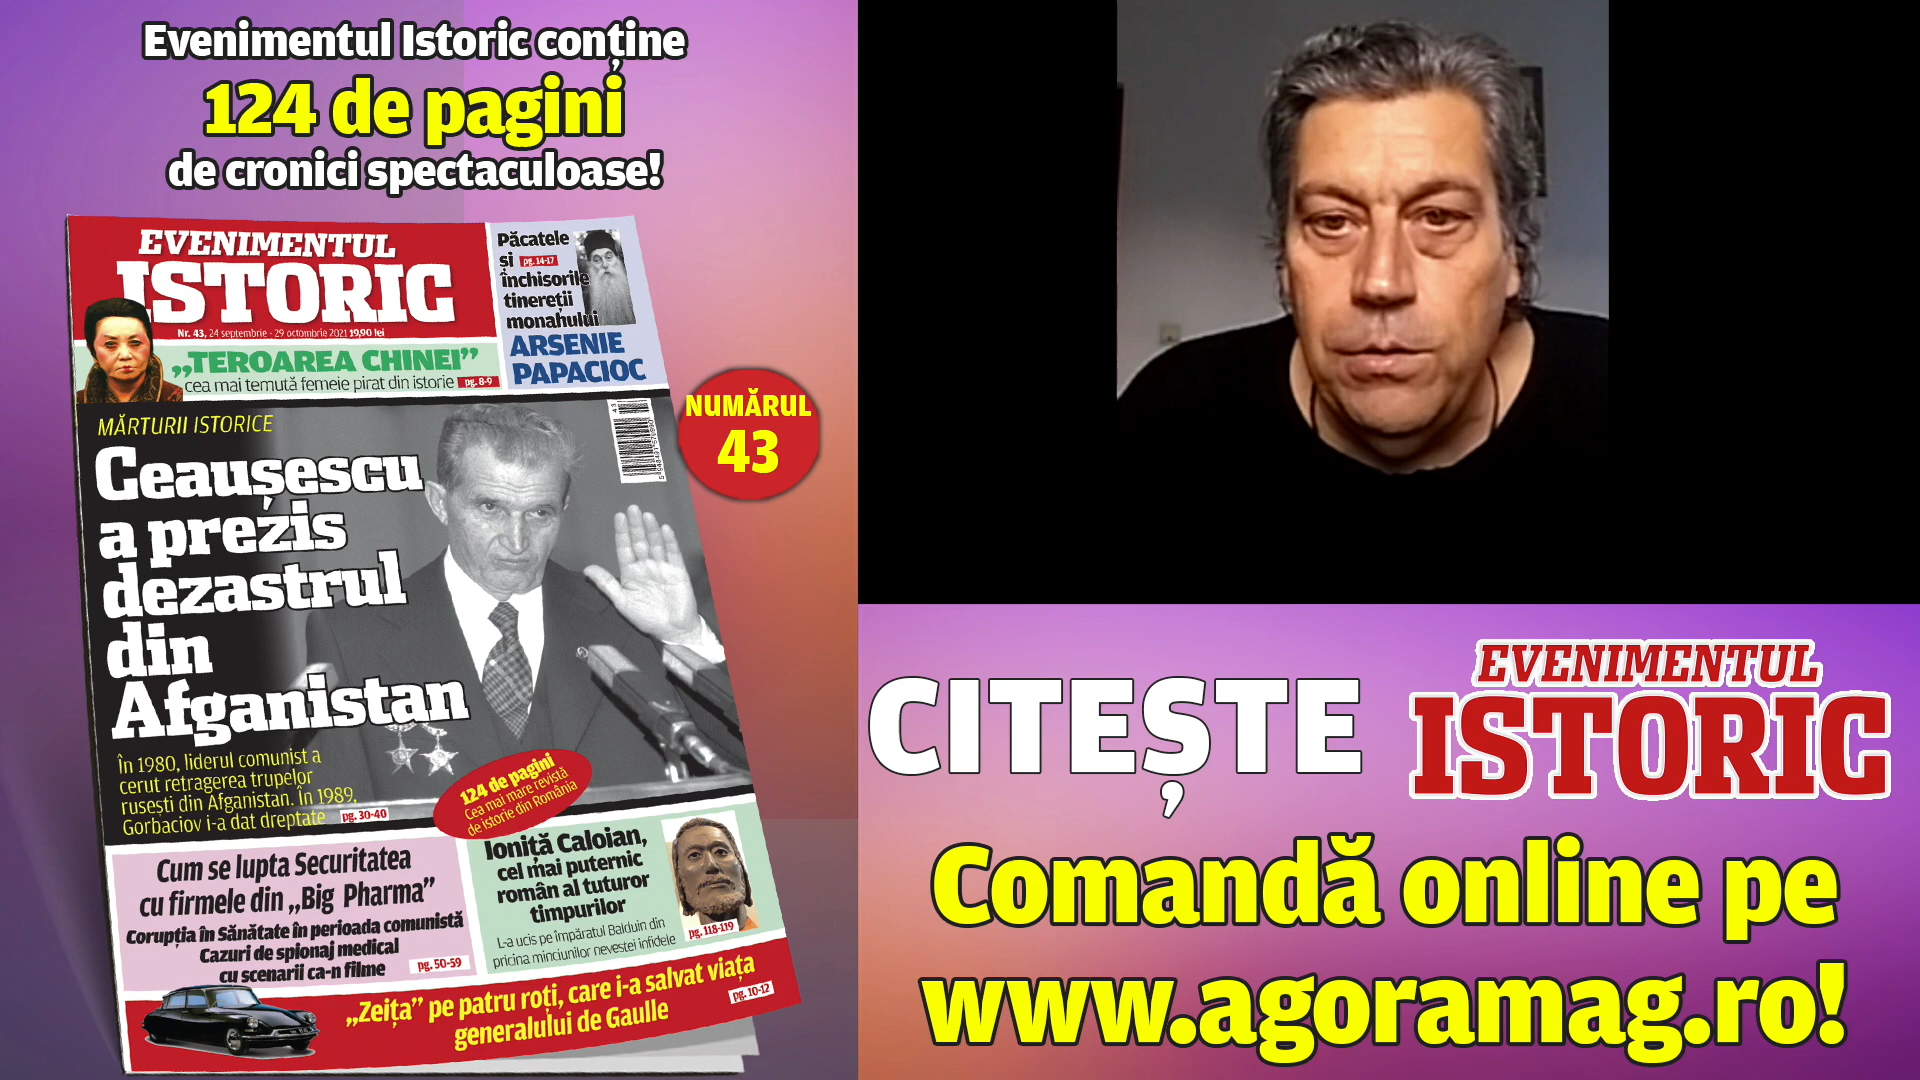 Evenimentul Istoric conține
124 de pagini
de cronici spectaculoase!
EVENIMENTUL
ISTORIC
Nr. 43, 24 septembrie - 29 octombrie 2021 19,90 lei
„TEROAREA CHINEI”
cea mai temută femeie pirat din istorie pg. 8-9
Păcatele
și pg. 14-17
închisorile
tinereții
monahului
ARSENIE
PAPACIOC
MĂRTURII ISTORICE
Ceaușescu
a prezis
dezastrul
din
Afganistan
În 1980, liderul comunist a
cerut retragerea trupelor
rusești din Afganistan. În 1989,
Gorbaciov i-a dat dreptate pg. 30-40
124 de pagini
Cea mai mare revistă
de istorie din România
NUMĂRUL
43
Cum se lupta Securitatea
cu firmele din „Big Pharma”
Corupția în Sănătate în perioada comunistă
Cazuri de spionaj medical
cu scenarii ca-n filme pg. 50-59
Ioniță Caloian,
cel mai puternic
român al tuturor
timpurilor
L-a ucis pe împăratul Balduin din
pricina minciunilor nevestei infidele
pg. 118-119
„Zeița” pe patru roți, care i-a salvat viața
generalului de Gaulle
pg. 10-12
CITEȘTE
EVENIMENTUL
ISTORIC
Comandă online pe
www.agoramag.ro!